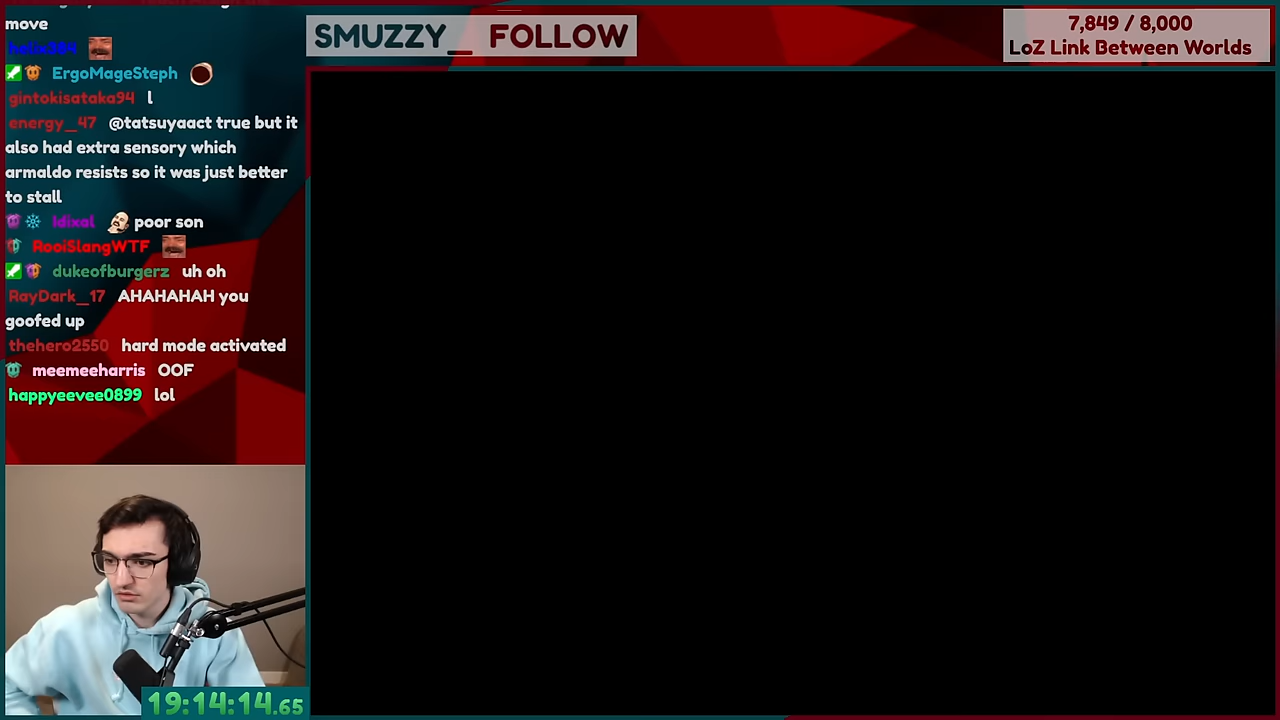 move
helix384
ErgoMageSteph
gintokisataka94 l
energy_47 @tatsuyaact true but it
also had extra sensory which
armaldo resists so it was just better
to stall
Idixal poor son
RooiSlangWTF
dukeofburgerz uh oh
RayDark_17 AHAHAHAH you
goofed up
thehero2550 hard mode activated
meemeeharris OOF
happyeevee0899 lol
SMUZZY_ FOLLOW
7,849 / 8,000
LoZ Link Between Worlds
19:14:14.65